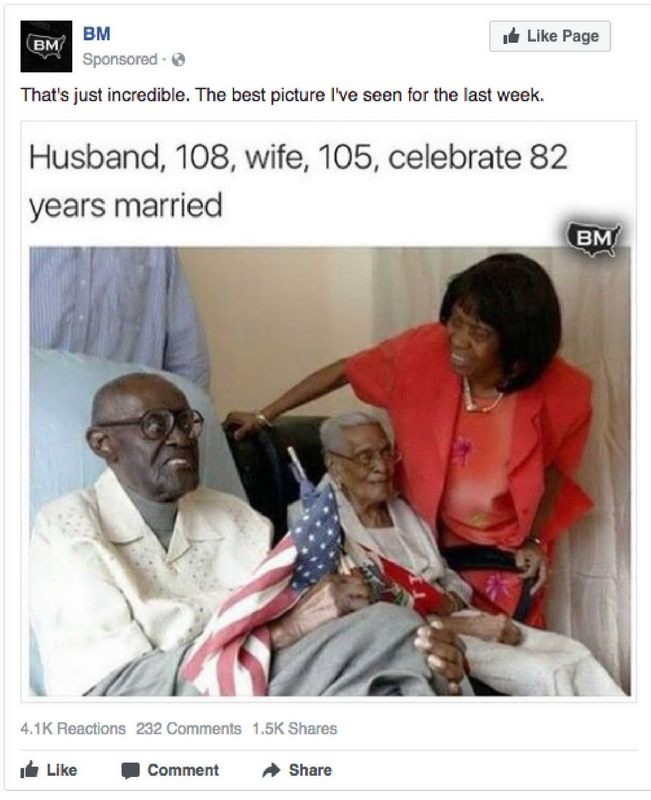 BM
BM
Sponsored ·
Like Page
That's just incredible. The best picture I've seen for the last week.
Husband, 108, wife, 105, celebrate 82
years married
BM
4.1K Reactions 232 Comments 1.5K Shares
Like Comment Share